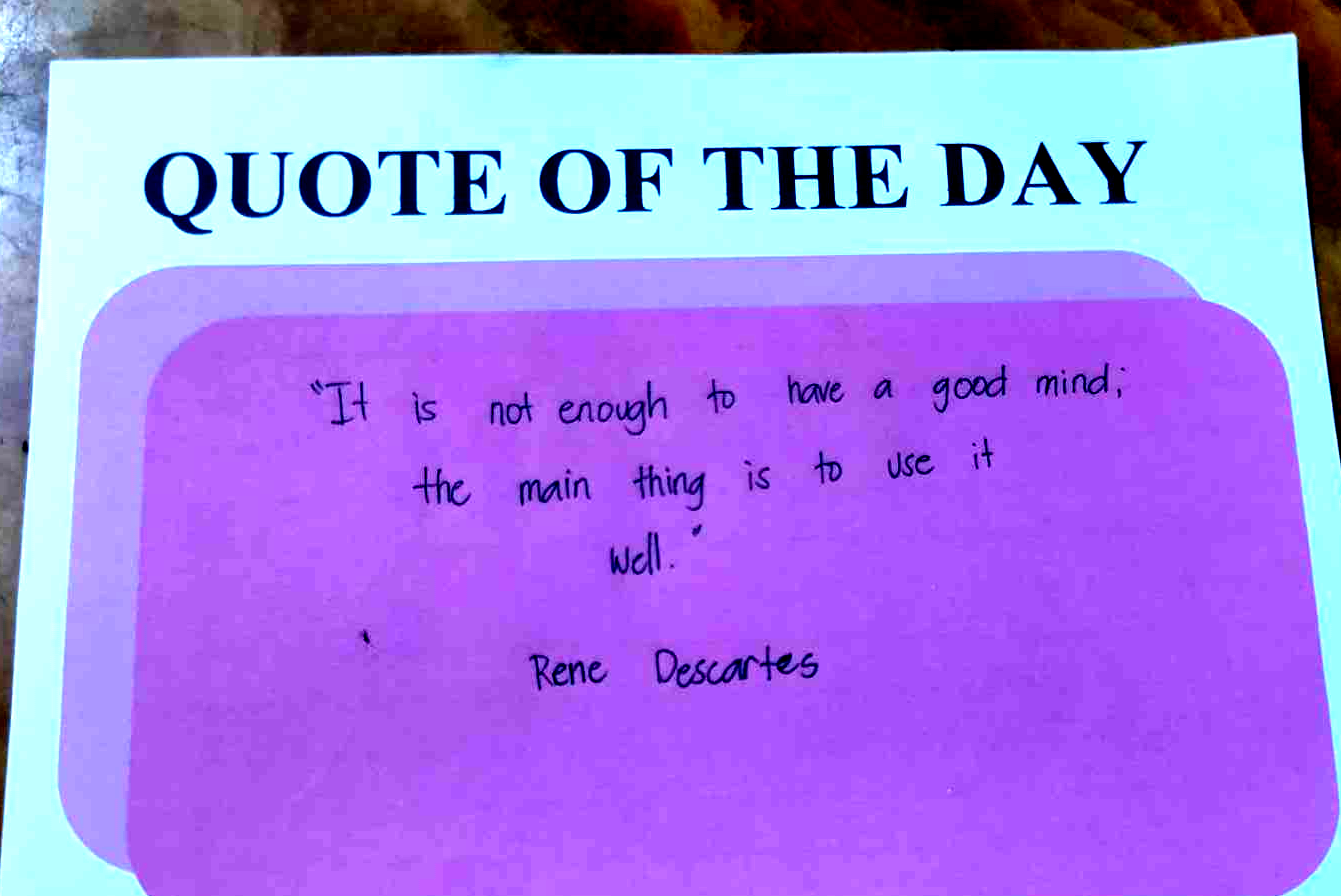 QUOTE OF THE DAY
"It is not enough to have a good mind;
the main thing is to use it
well."
Rene Descartes